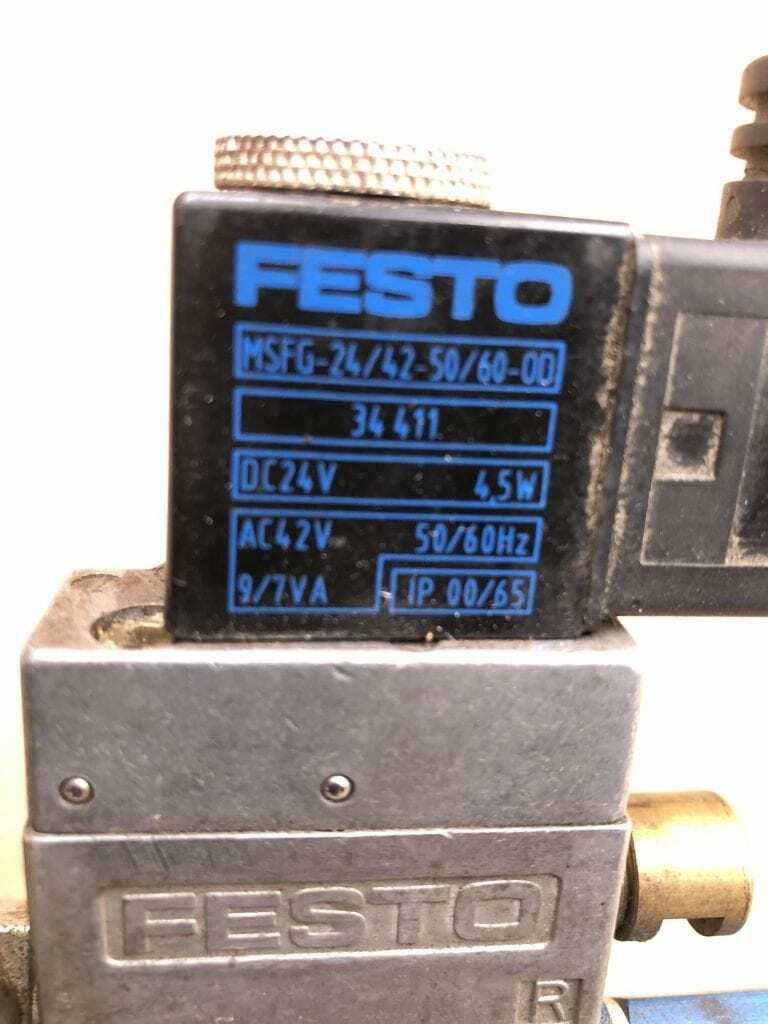 FESTO
MSFG-24/42-50/60-OD
34 411
DC24V 4,5W
AC42V 50/60Hz
9/7VA IP 00/65
FESTO
R